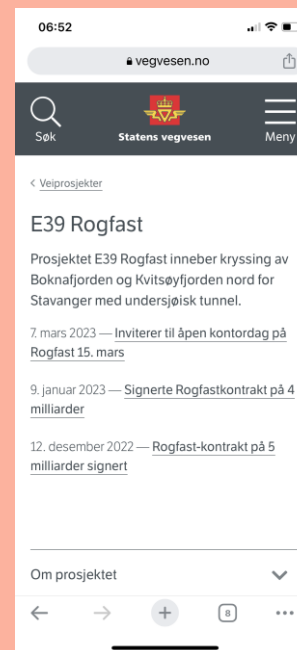 06:52
vegvesen.no
Søk
Statens vegvesen
Meny
< Veiprosjekter
E39 Rogfast
Prosjektet E39 Rogfast inneber kryssing av
Boknafjorden og Kvitsøyfjorden nord for
Stavanger med undersjøisk tunnel.
7. mars 2023 — Inviterer til åpen kontordag på
Rogfast 15. mars
9. januar 2023 — Signerte Rogfastkontrakt på 4
milliarder
12. desember 2022 — Rogfast-kontrakt på 5
milliarder signert
Om prosjektet
8